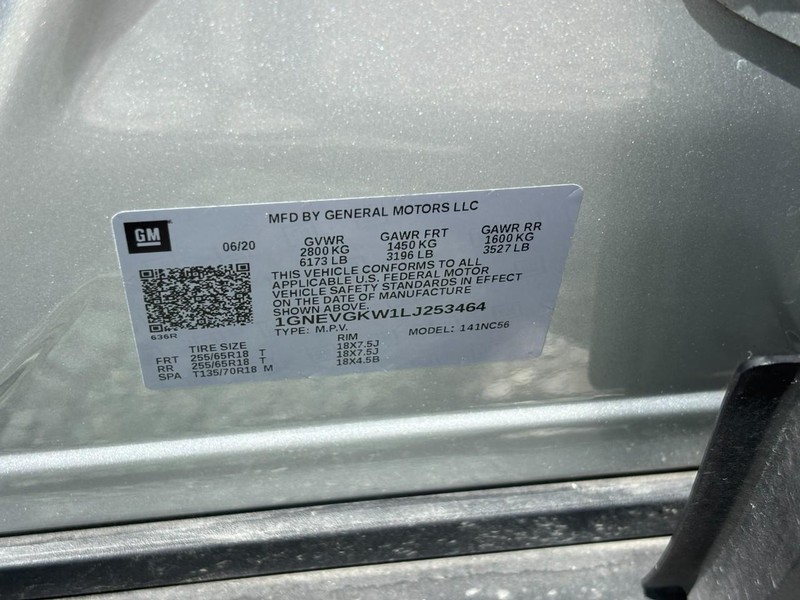 GM
MFD BY GENERAL MOTORS LLC
06/20
GVWR GAWR FRT GAWR RR
2800 KG 1450 KG 1600 KG
6173 LB 3196 LB 3527 LB
THIS VEHICLE CONFORMS TO ALL
APPLICABLE U.S. FEDERAL MOTOR
VEHICLE SAFETY STANDARDS IN EFFECT
ON THE DATE OF MANUFACTURE
SHOWN ABOVE.
1GNEVGKW1LJ253464
636R
TYPE: M.P.V. MODEL: 141NC56
TIRE SIZE RIM
FRT 255/65R18 T 18X7.5J
RR 255/65R18 T 18X7.5J
SPA T135/70R18 M 18X4.5B